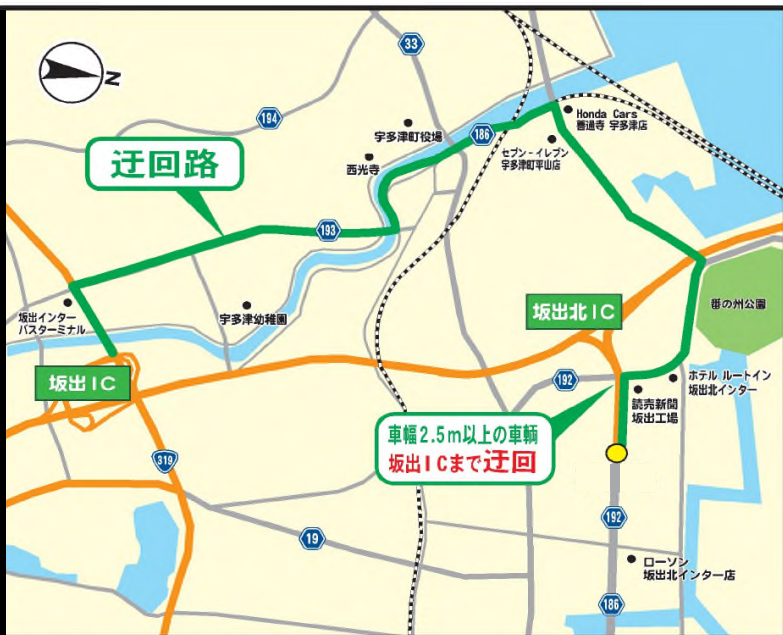 N
33
194
宇多津町役場
186
Honda Cars
善通寺 宇多津店
セブン-イレブン
宇多津町平山店
西光寺
迂回路
193
坂出インター
バスターミナル
宇多津幼稚園
坂出北IC
番の州公園
坂出IC
192
ホテル ルートイン
坂出北インター
読売新聞
坂出工場
車幅2.5m以上の車輌
坂出ICまで迂回
319
19
192
ローソン
坂出北インター店
186